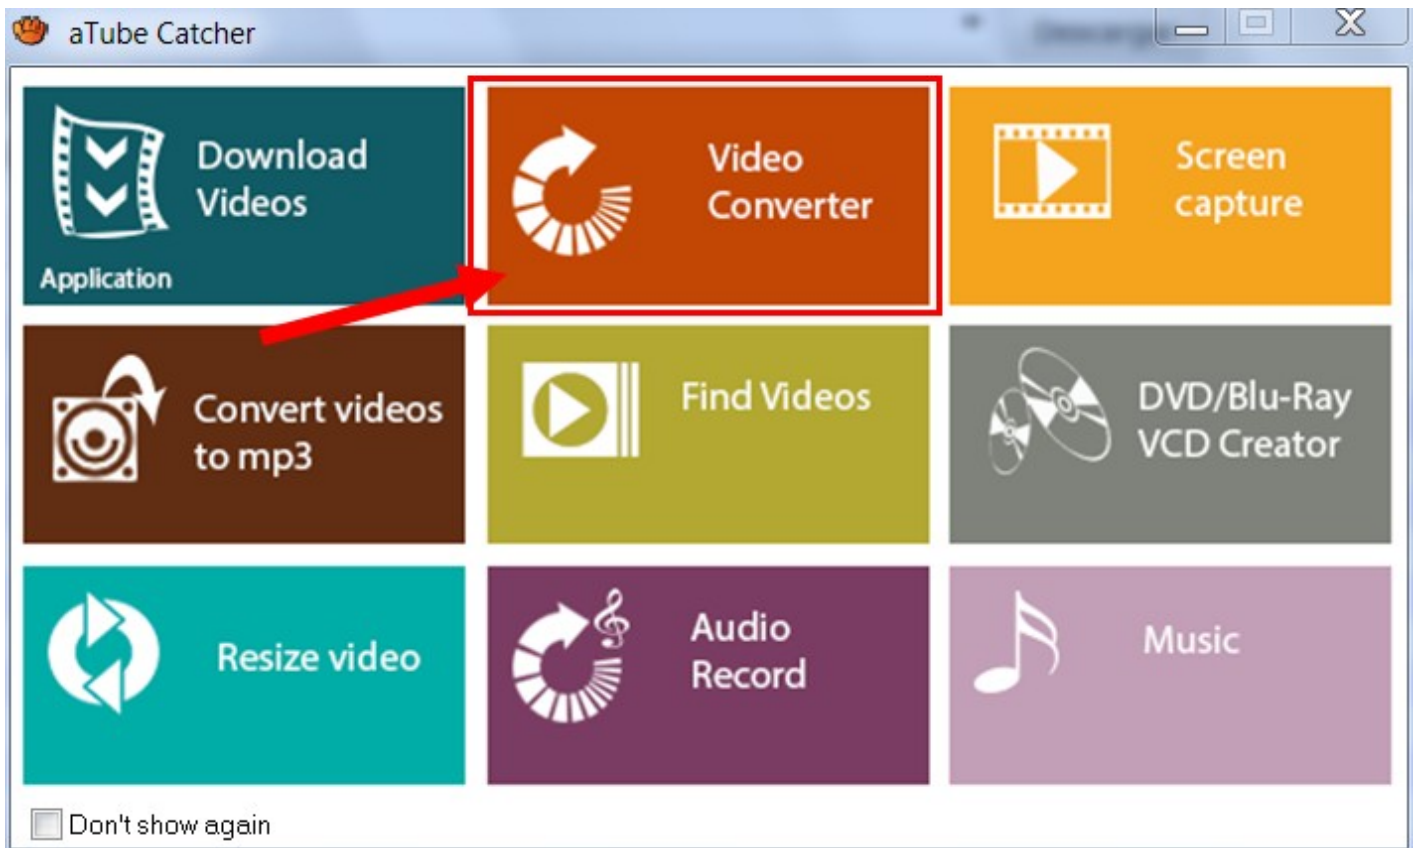 aTube Catcher
Download
Videos
Application
Video
Converter
Screen
capture
Convert videos
to mp3
Find Videos
DVD/Blu-Ray
VCD Creator
Resize video
Audio
Record
Music
Don't show again